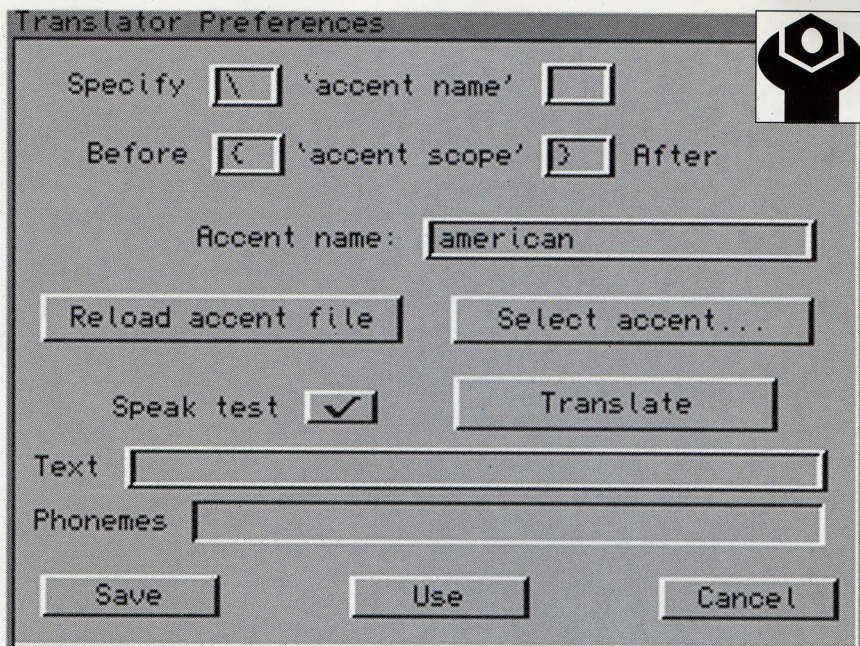 Translator Preferences
Specify \ 'accent name'
Before { 'accent scope' } After
Accent name: american
Reload accent file Select accent...
Speak test ✓ Translate
Text
Phonemes
Save Use Cancel